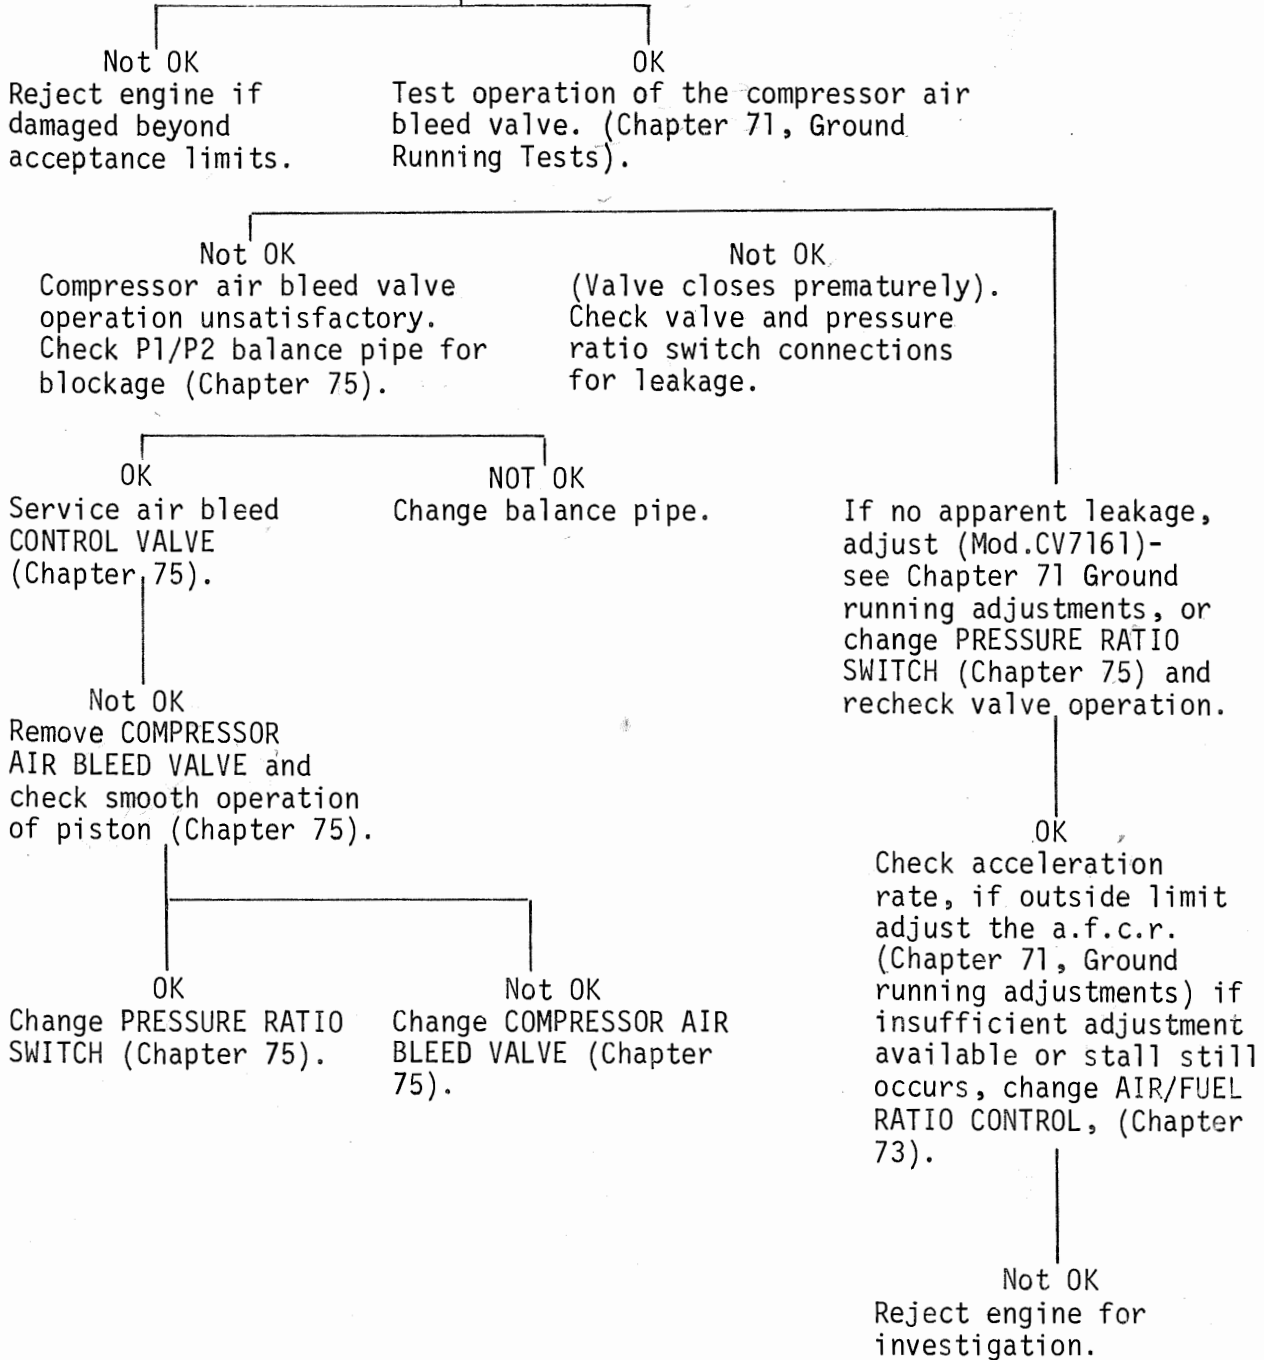 Not OK
Reject engine if
damaged beyond
acceptance limits.
OK
Test operation of the compressor air
bleed valve. (Chapter 71, Ground
Running Tests).
Not OK
Compressor air bleed valve
operation unsatisfactory.
Check P1/P2 balance pipe for
blockage (Chapter 75).
Not OK
(Valve closes prematurely).
Check valve and pressure
ratio switch connections
for leakage.
OK
Service air bleed
CONTROL VALVE
(Chapter 75).
NOT OK
Change balance pipe.
If no apparent leakage,
adjust (Mod.CV7161)-
see Chapter 71 Ground
running adjustments, or
change PRESSURE RATIO
SWITCH (Chapter 75) and
recheck valve operation.
Not OK
Remove COMPRESSOR
AIR BLEED VALVE and
check smooth operation
of piston (Chapter 75).
OK
Check acceleration
rate, if outside limit
adjust the a.f.c.r.
(Chapter 71, Ground
running adjustments) if
insufficient adjustment
available or stall still
occurs, change AIR/FUEL
RATIO CONTROL, (Chapter
73).
OK
Change PRESSURE RATIO
SWITCH (Chapter 75).
Not OK
Change COMPRESSOR AIR
BLEED VALVE (Chapter
75).
Not OK
Reject engine for
investigation.